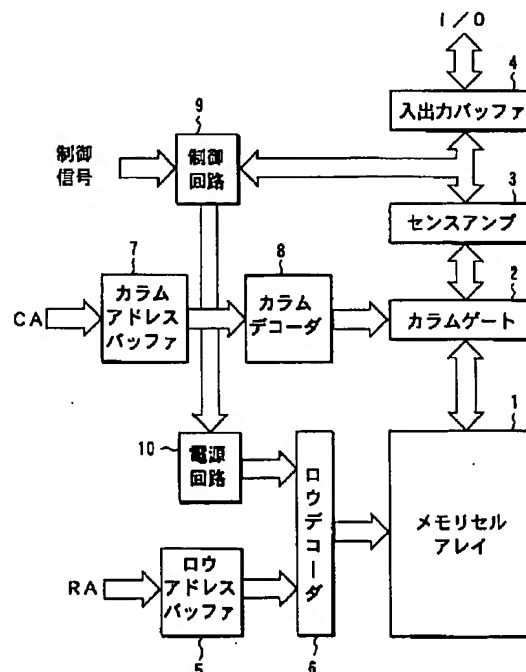 I/O
4
入出力バッファ
9
制御
信号
制御
回路
3
センスアンプ
7
8
2
CA
カラム
アドレス
バッファ
カラム
デコーダ
カラムゲート
1
10
電源
回路
ロウデコーダ
メモリセル
アレイ
RA
ロウ
アドレス
バッファ
5
6